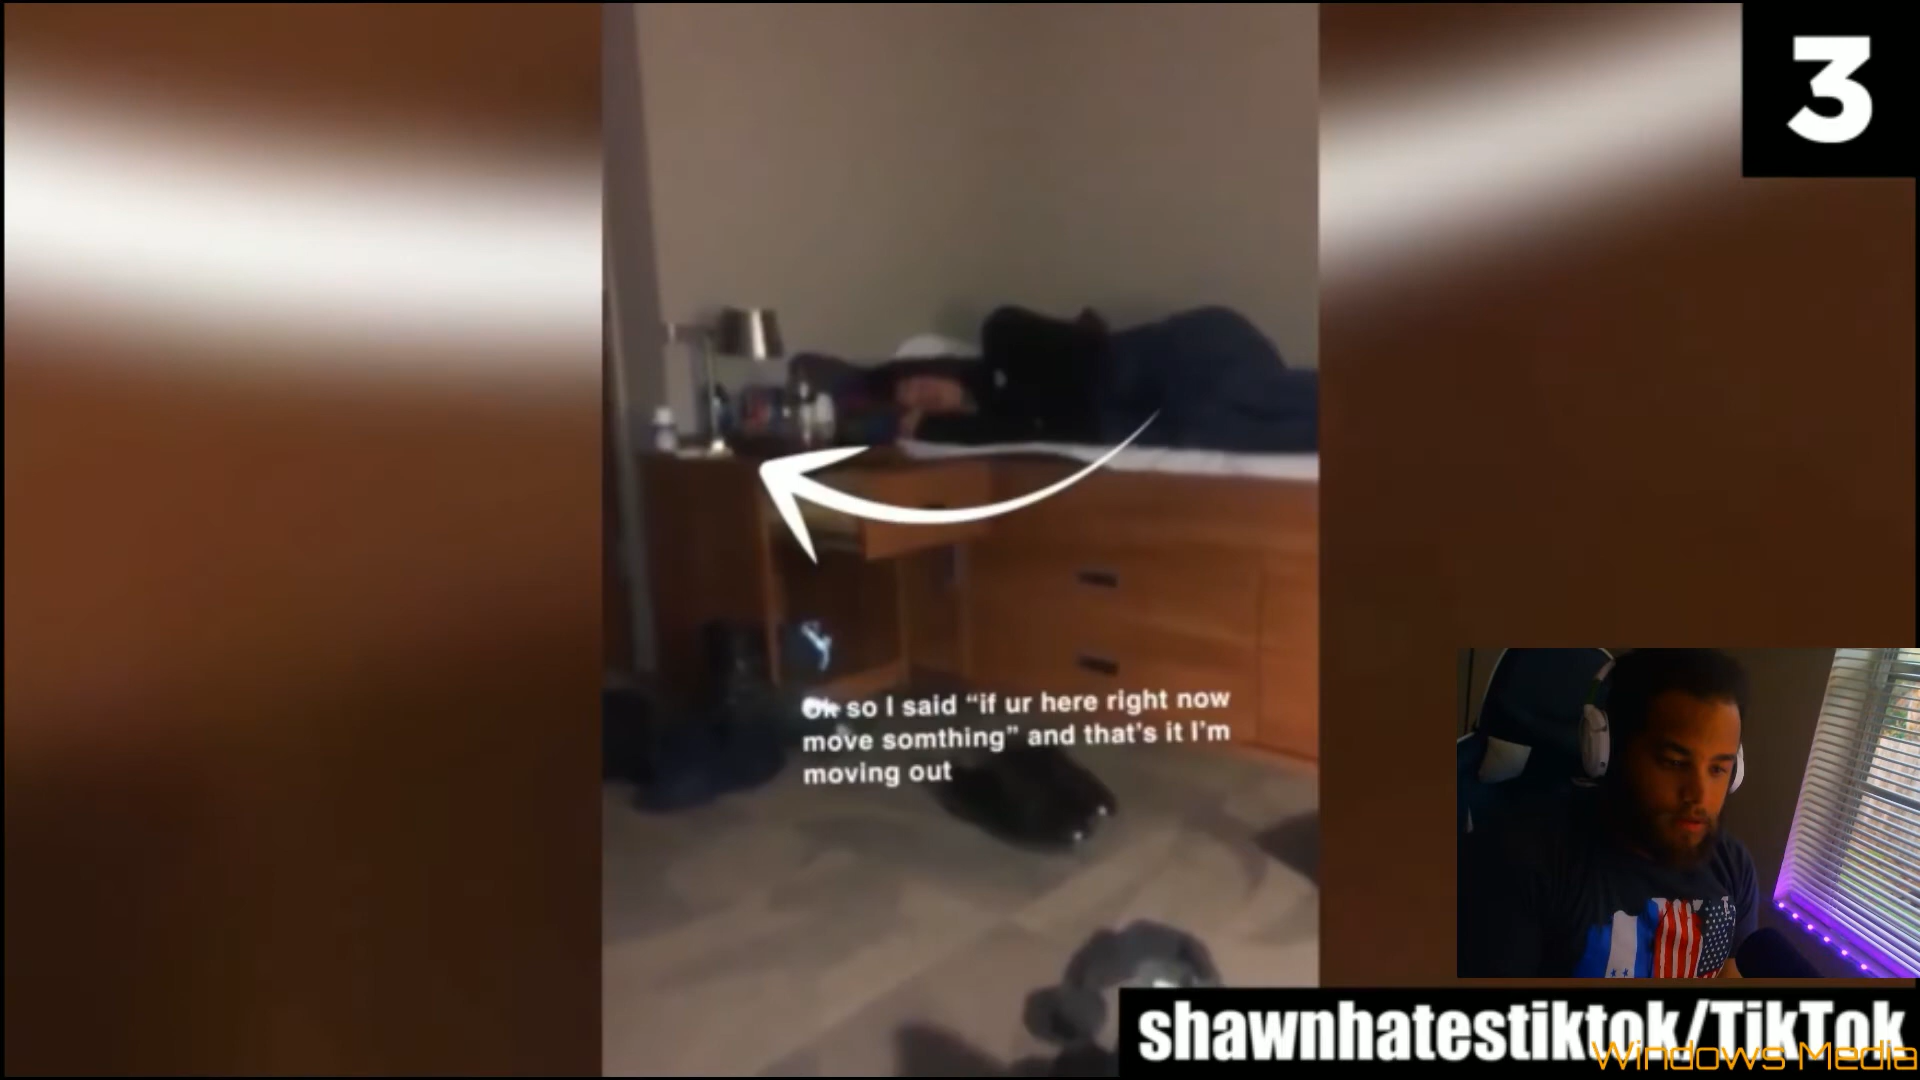 3
Ok so I said “if ur here right now
move somthing” and that's it I'm
moving out
shawnhatestiktok/TikTok
Windows Media